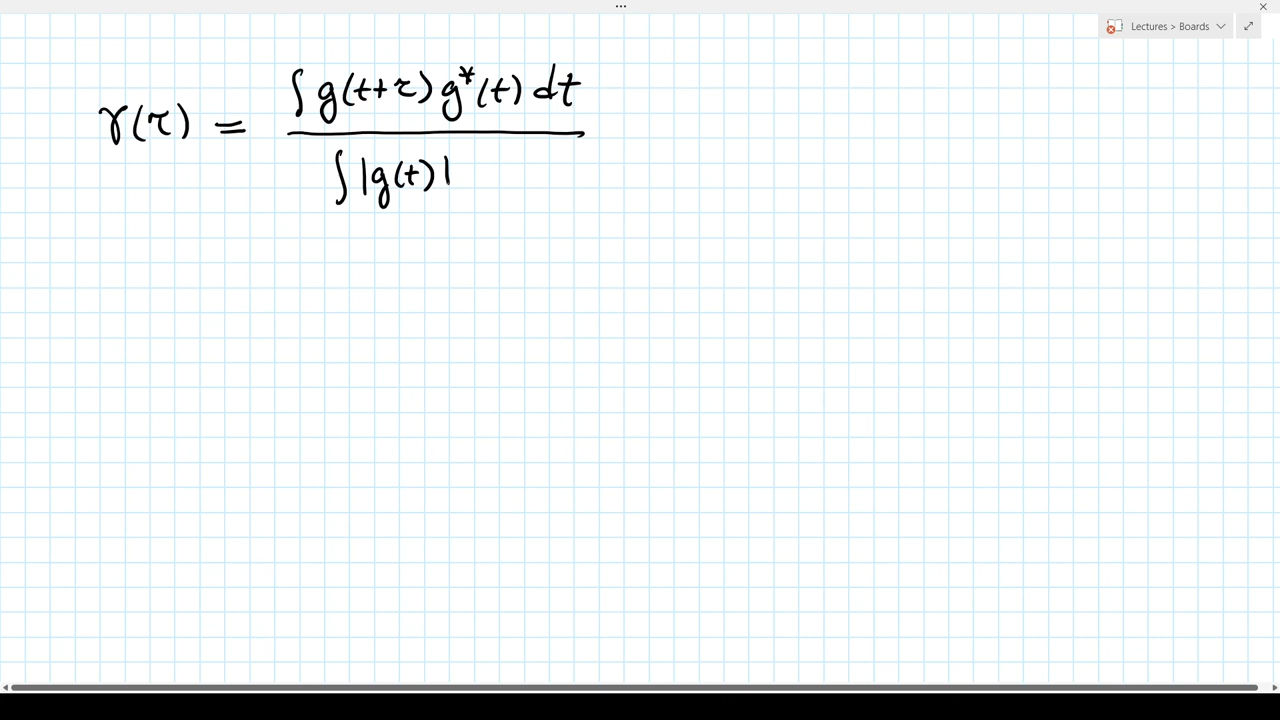 Lectures > Boards
γ(τ) = ∫ g(t+τ) g*(t) dt
∫ |g(t)|